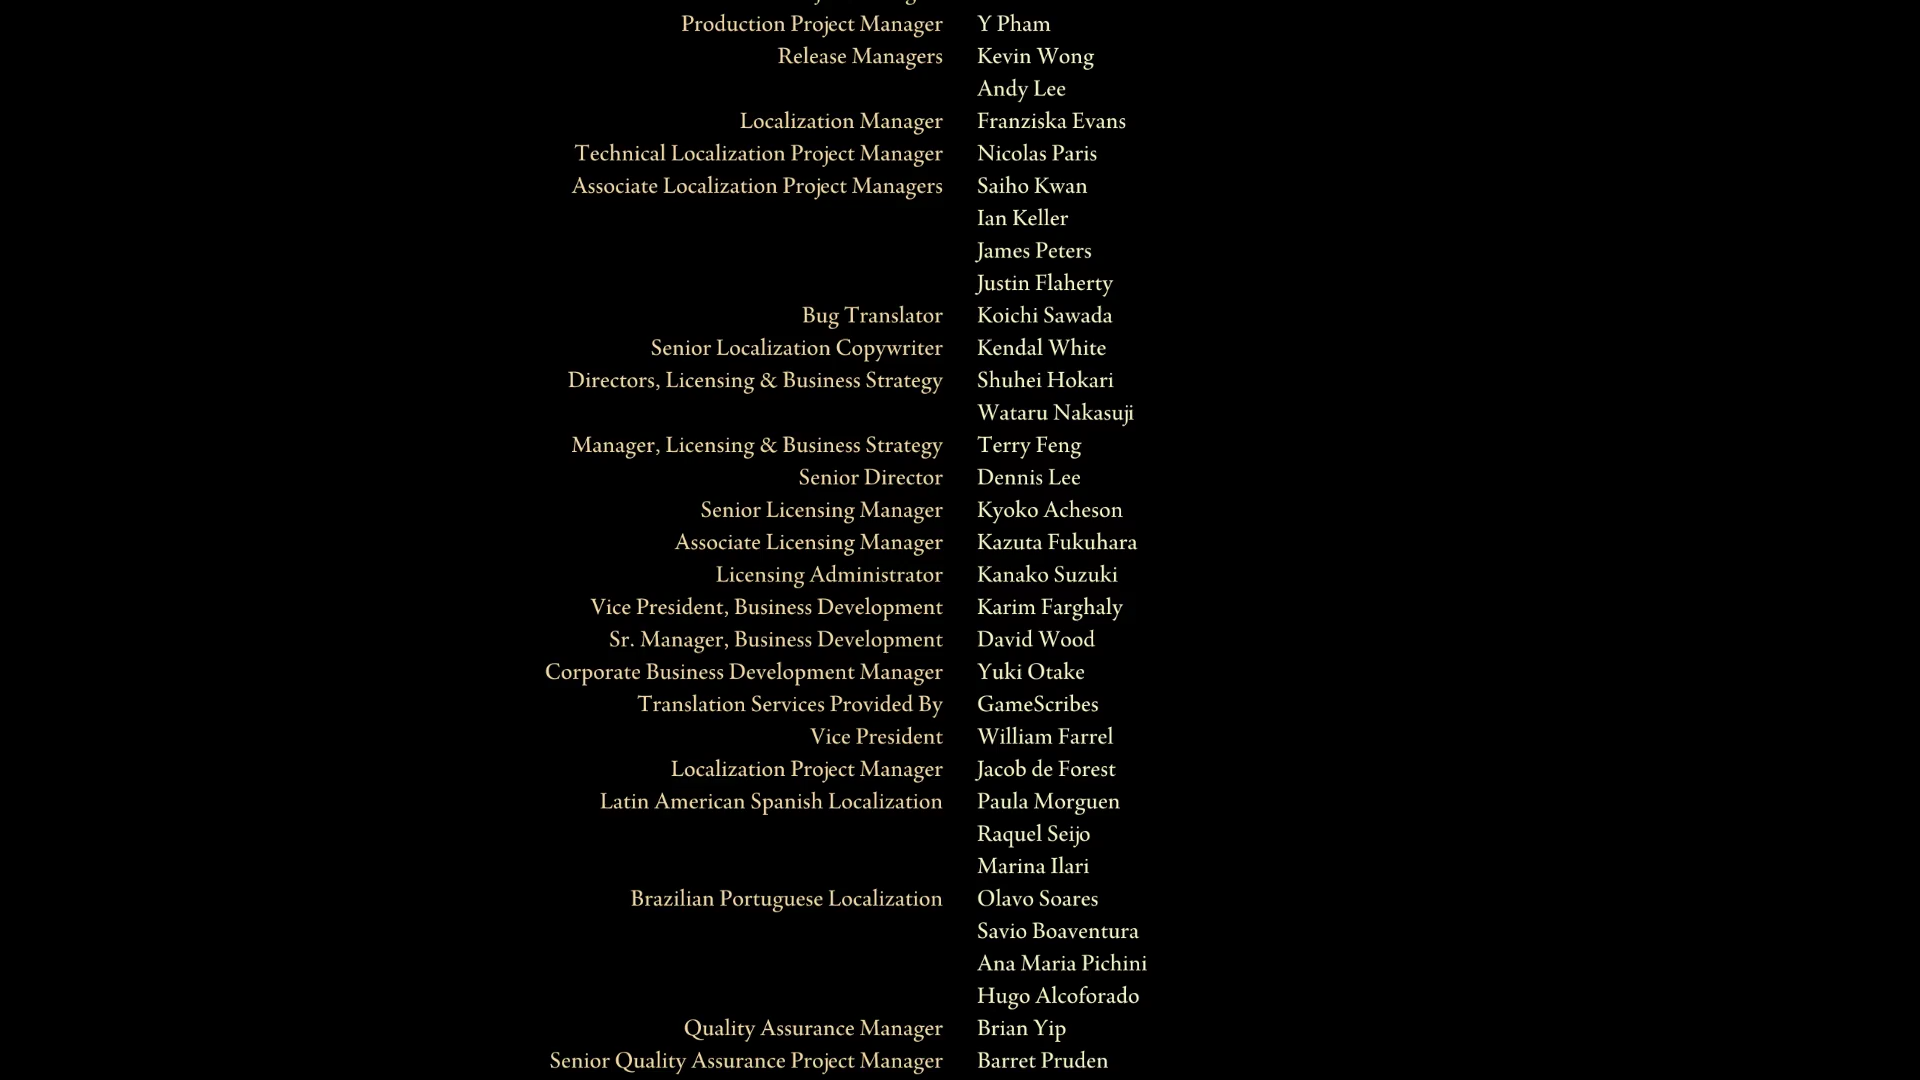 Production Project Manager Y Pham
Release Managers Kevin Wong
Andy Lee
Localization Manager Franziska Evans
Technical Localization Project Manager Nicolas Paris
Associate Localization Project Managers Saiho Kwan
Ian Keller
James Peters
Justin Flaherty
Bug Translator Koichi Sawada
Senior Localization Copywriter Kendal White
Directors, Licensing & Business Strategy Shuhei Hokari
Wataru Nakasuji
Manager, Licensing & Business Strategy Terry Feng
Senior Director Dennis Lee
Senior Licensing Manager Kyoko Acheson
Associate Licensing Manager Kazuta Fukuhara
Licensing Administrator Kanako Suzuki
Vice President, Business Development Karim Farghaly
Sr. Manager, Business Development David Wood
Corporate Business Development Manager Yuki Otake
Translation Services Provided By GameScribes
Vice President William Farrel
Localization Project Manager Jacob de Forest
Latin American Spanish Localization Paula Morguen
Raquel Seijo
Marina Ilari
Brazilian Portuguese Localization Olavo Soares
Savio Boaventura
Ana Maria Pichini
Hugo Alcoforado
Quality Assurance Manager Brian Yip
Senior Quality Assurance Project Manager Barret Pruden